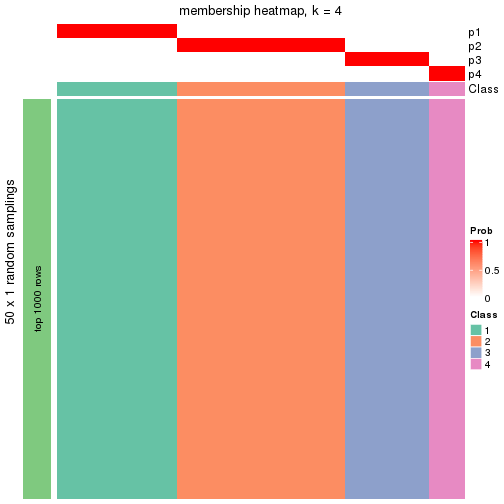 membership heatmap, k = 4
p1
p2
p3
p4
Class
50 x 1 random samplings
top 1000 rows
Prob
1
0.5
0
Class
1
2
3
4